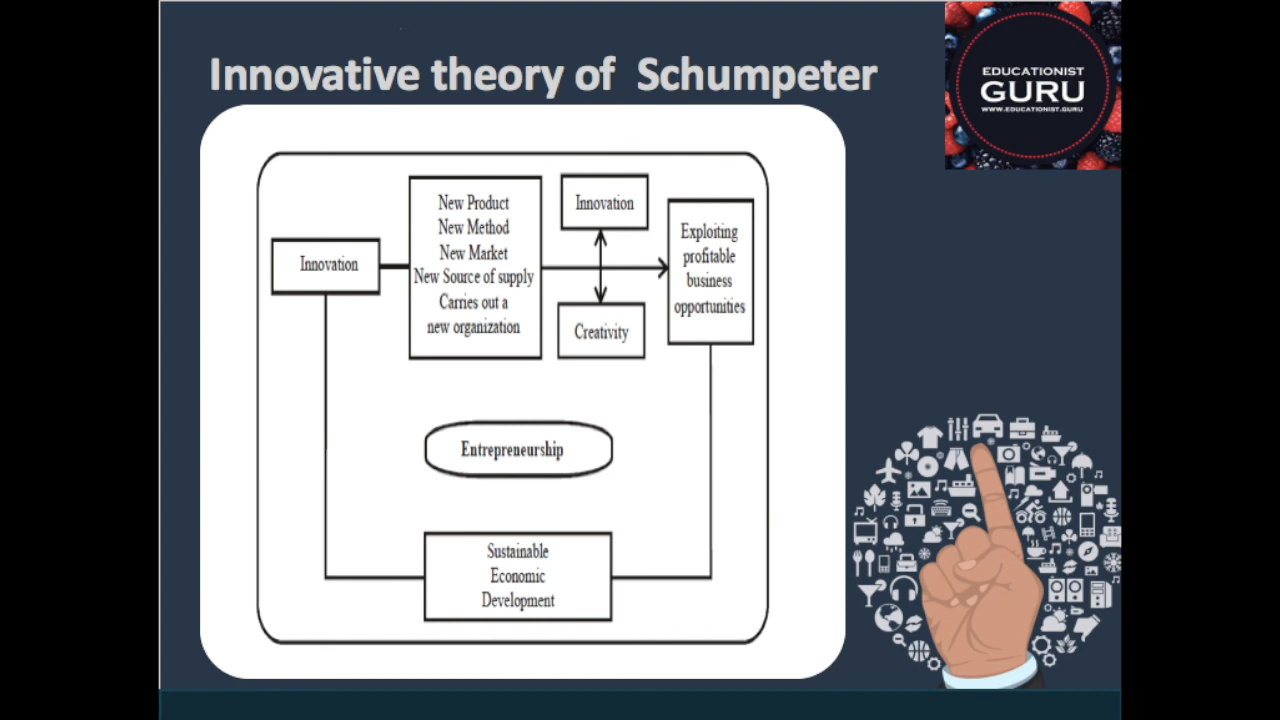 Innovative theory of Schumpeter
EDUCATIONIST
GURU
WWW.EDUCATIONIST.GURU
Innovation
New Product
New Method
New Market
New Source of supply
Carries out a
new organization
Innovation
Creativity
Exploiting
profitable
business
opportunities
Entrepreneurship
Sustainable
Economic
Development